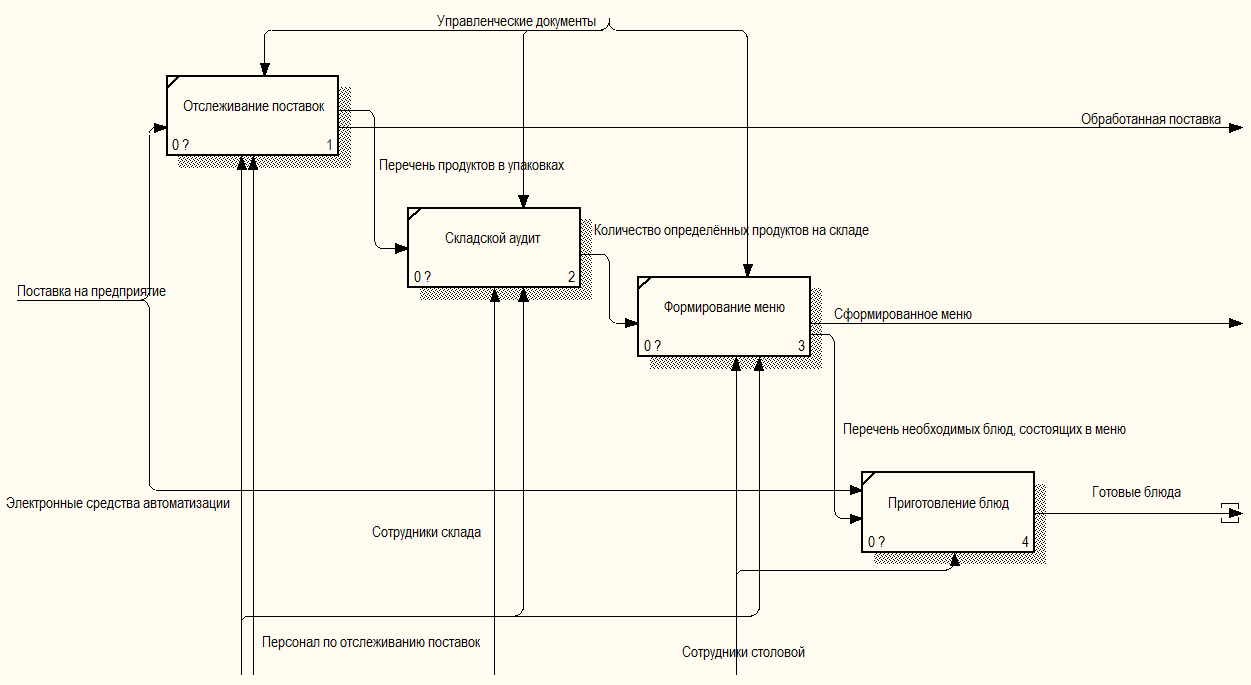 Управленческие документы
Отслеживание поставок
0 ?
1
Обработанная поставка
Перечень продуктов в упаковках
Складской аудит
0 ?
2
Количество определённых продуктов на складе
Поставка на предприятие
Формирование меню
0 ?
3
Сформированное меню
Перечень необходимых блюд, состоящих в меню
Электронные средства автоматизации
Приготовление блюд
0 ?
4
Готовые блюда
Сотрудники склада
Персонал по отслеживанию поставок
Сотрудники столовой